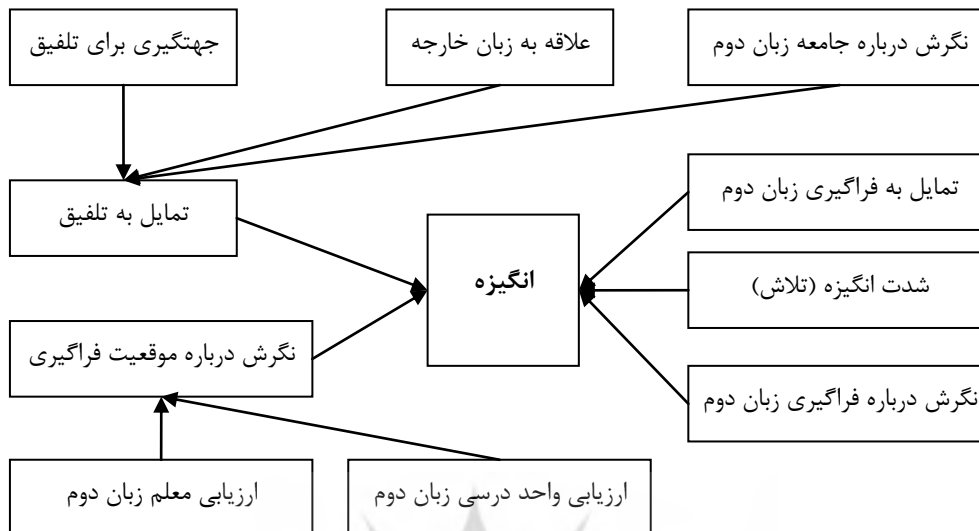 نگرش درباره جامعه زبان دوم
علاقه به زبان خارجه
جهتگیری برای تلفیق
تمایل به فراگیری زبان دوم
تمایل به تلفیق
انگیزه
شدت انگیزه (تلاش)
نگرش درباره موقعیت فراگیری
نگرش درباره فراگیری زبان دوم
ارزیابی واحد درسی زبان دوم
ارزیابی معلم زبان دوم